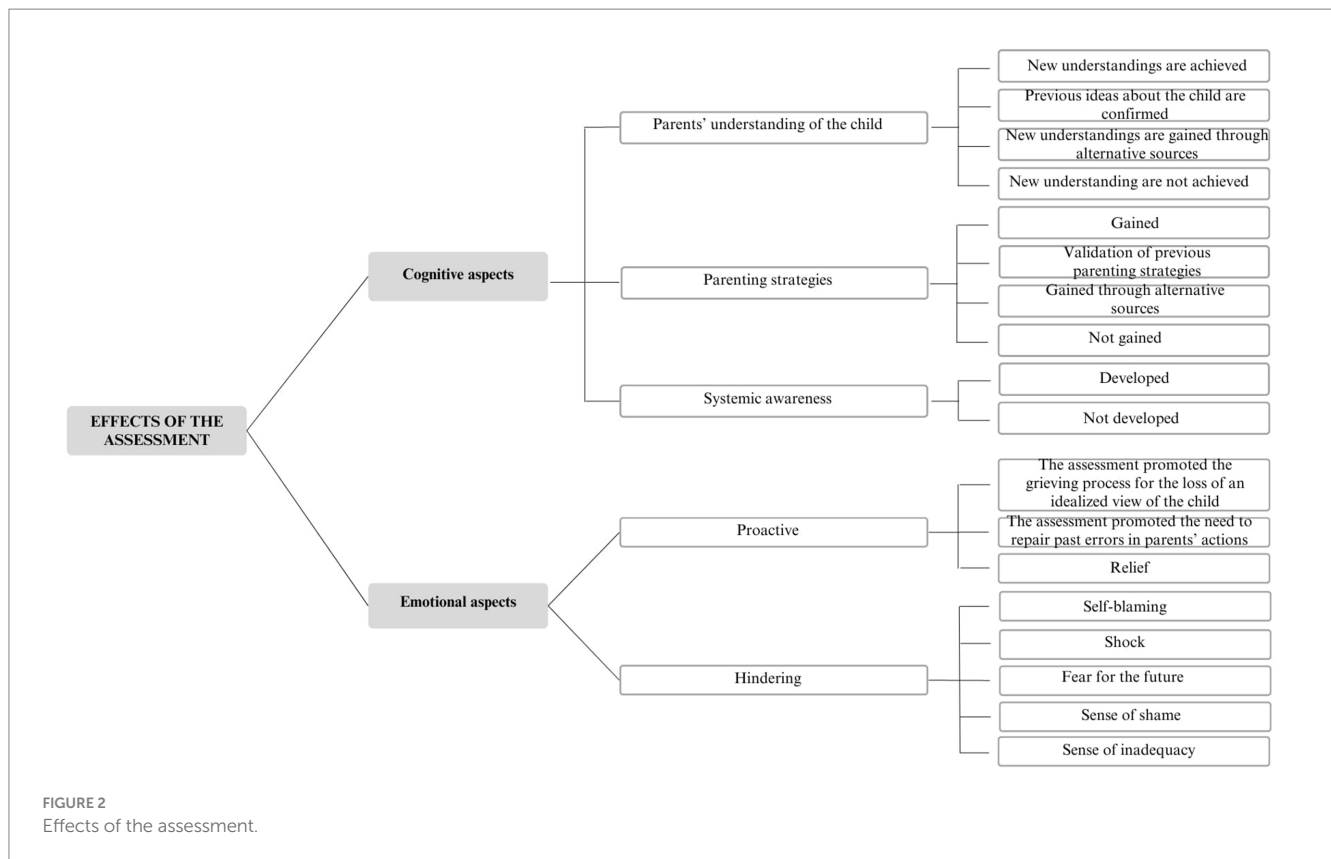 New understandings are achieved
Previous ideas about the child are
confirmed
Parents' understanding of the child
New understandings are gained through
alternative sources
New understanding are not achieved
Gained
Cognitive aspects
Validation of previous
parenting strategies
Parenting strategies
Gained through alternative
sources
Not gained
Developed
Systemic awareness
Not developed
EFFECTS OF THE
ASSESSMENT
The assessment promoted the
grieving process for the loss of an
idealized view of the child
Proactive
The assessment promoted the need to
repair past errors in parents' actions
Relief
Emotional aspects
Self-blaming
Shock
Hindering
Fear for the future
Sense of shame
Sense of inadequacy
FIGURE 2
Effects of the assessment.